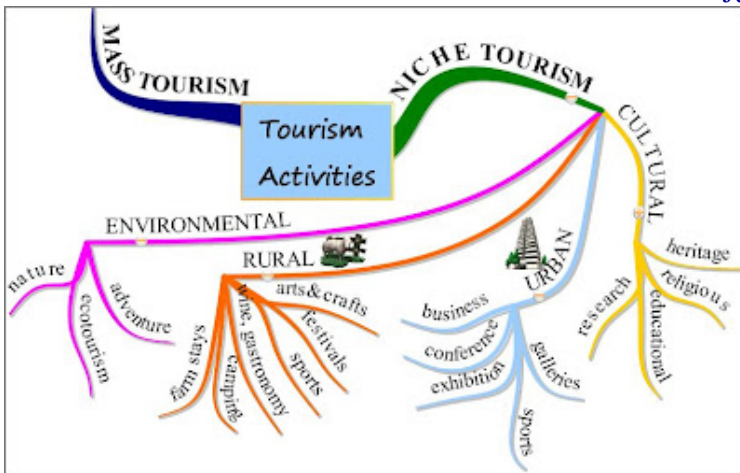 MASS TOURISM
NICHE TOURISM
Tourism
Activities
CULTURAL
heritage
religious
educational
research
URBAN
business
conference
exhibition
sports
galleries
RURAL
arts&crafts
festivals
sports
wine, gastronomy
camping
farm stays
ENVIRONMENTAL
nature
ecotourism
adventure